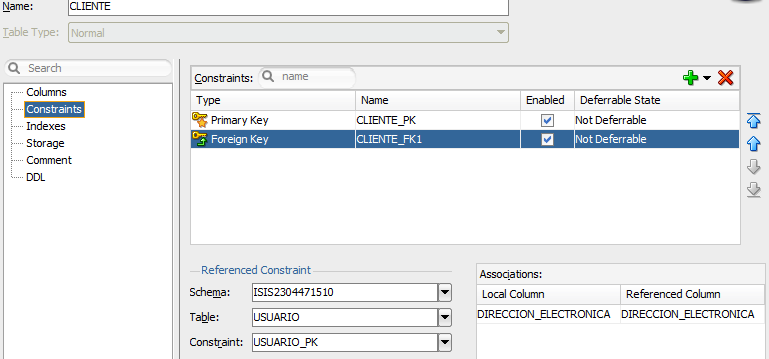 Name: CLIENTE
Table Type: Normal
Search
Columns
Constraints
Indexes
Storage
Comment
DDL
Constraints: name
Type Name Enabled Deferrable State
Primary Key CLIENTE_PK Not Deferrable
Foreign Key CLIENTE_FK1 Not Deferrable
Referenced Constraint
Schema: ISIS2304471510
Table: USUARIO
Constraint: USUARIO_PK
Associations:
Local Column Referenced Column
DIRECCION_ELECTRONICA DIRECCION_ELECTRONICA